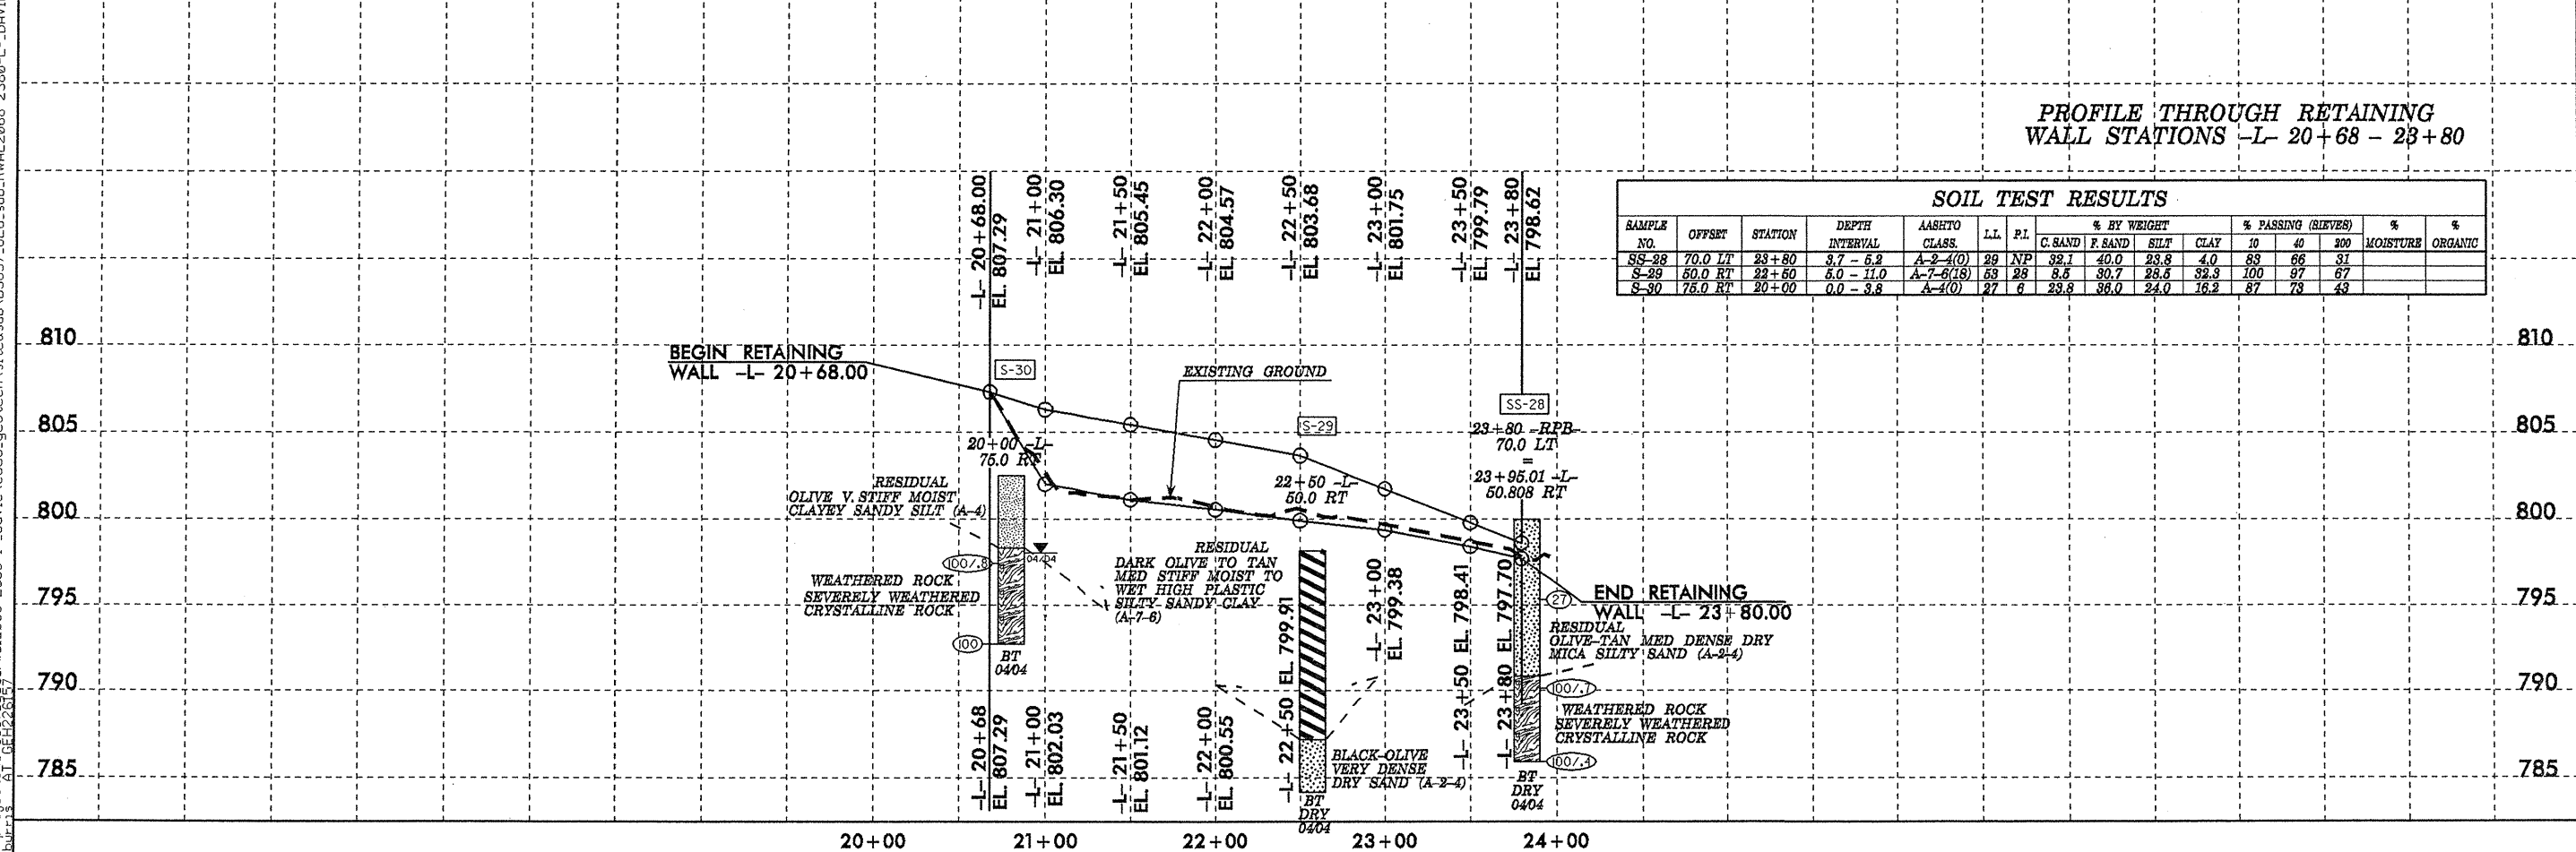 PROFILE THROUGH RETAINING
WALL STATIONS -L- 20+68 - 23+80
SOIL TEST RESULTS
SAMPLE NO. OFFSET STATION DEPTH INTERVAL AASHTO CLASS. L.L. P.I. % BY WEIGHT % PASSING (SIEVES) % MOISTURE % ORGANIC
C. SAND F. SAND SILT CLAY 10 40 200
SS-28 70.0 LT 23+80 3.7 - 5.2 A-2-4(0) 29 NP 32.1 40.0 23.8 4.0 83 66 31
S-29 50.0 RT 22+50 5.0 - 11.0 A-7-6(18) 53 28 8.5 30.7 28.5 32.3 100 97 67
S-30 75.0 RT 20+00 0.0 - 3.8 A-4(0) 27 6 23.8 36.0 24.0 16.2 87 73 43
-L- 20+68.00
EL. 807.29
-L- 21+00
EL. 806.30
-L- 21+50
EL. 805.45
-L- 22+00
EL. 804.57
-L- 22+50
EL. 803.68
-L- 23+00
EL. 801.75
-L- 23+50
EL. 799.79
-L- 23+80
EL. 798.62
810
810
805
805
800
800
795
795
790
790
785
785
BEGIN RETAINING
WALL -L- 20+68.00
S-30
EXISTING GROUND
S-29
SS-28
20+00 -L-
75.0 RT
23+80 -RPB-
70.0 LT
=
23+95.01 -L-
50.808 RT
22+50 -L-
50.0 RT
RESIDUAL
OLIVE V. STIFF MOIST
CLAYEY SANDY SILT (A-4)
100/.8
04/04
WEATHERED ROCK
SEVERELY WEATHERED
CRYSTALLINE ROCK
100
BT
04/04
RESIDUAL
DARK OLIVE TO TAN
MED STIFF MOIST TO
WET HIGH PLASTIC
SILTY SANDY CLAY
(A-7-6)
END RETAINING
WALL -L- 23+80.00
27
RESIDUAL
OLIVE-TAN MED DENSE DRY
MICA SILTY SAND (A-2-4)
100/.7
WEATHERED ROCK
SEVERELY WEATHERED
CRYSTALLINE ROCK
100/.4
BT
DRY
04/04
BLACK-OLIVE
VERY DENSE
DRY SAND (A-2-4)
BT
DRY
04/04
-L- 20+68
EL. 807.29
-L- 21+00
EL. 802.03
-L- 21+50
EL. 801.12
-L- 22+00
EL. 800.55
-L- 22+50 EL. 799.91
-L- 23+00
EL. 799.38
-L- 23+50 EL. 798.41
-L- 23+80 EL. 797.70
20+00
21+00
22+00
23+00
24+00